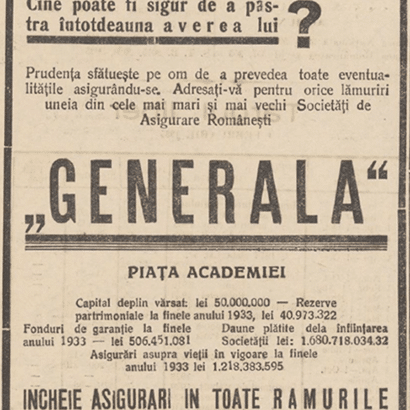 Cine poate fi sigur de a păs-
tra întotdeauna averea lui ?
Prudența sfătuește pe om de a prevedea toate eventua-
litățile asigurându-se. Adresați-vă pentru orice lămuriri
uneia din cele mai mari și mai vechi Societăți de
Asigurare Românești
„GENERALA“
PIAȚA ACADEMIEI
Capital deplin vărsat: lei 50,000,000 — Rezerve
partrimoniale la finele anului 1933, lei 40.973.322
Fonduri de garanție la finele
anului 1933 — lei 506,451.081
Daune plătite dela înființarea
Societății lei: 1.680.718.034.32
Asigurări asupra vieții in vigoare la finele
anului 1933 lei 1.218,383.595
INCHEIE ASIGURARI IN TOATE RAMURILE